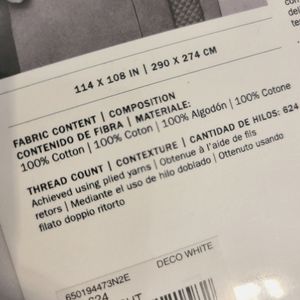 114 X 108 IN | 290 X 274 CM
FABRIC CONTENT | COMPOSITION
CONTENIDO DE FIBRA | MATERIALE:
100% Cotton | 100% Coton | 100% Algodón | 100% Cotone
THREAD COUNT | CONTEXTURE | CANTIDAD DE HILOS: 624
Achieved using plied yarns | Obtenue à l'aide de fils
retors | Mediante el uso de hilo doblado | Ottenuto usando
filato doppio ritorto
DECO WHITE
650194473N2E
624